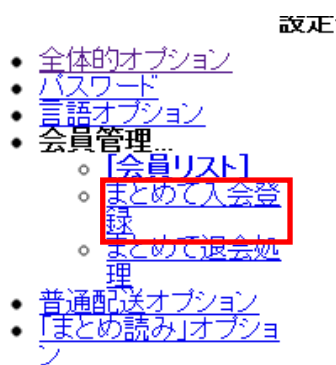 設定
全体的オプション
パスワード
言語オプション
会員管理...
[会員リスト]
まとめて入会登
録
まとめて退会処
理
普通配送オプション
「まとめ読み」オプショ
ン